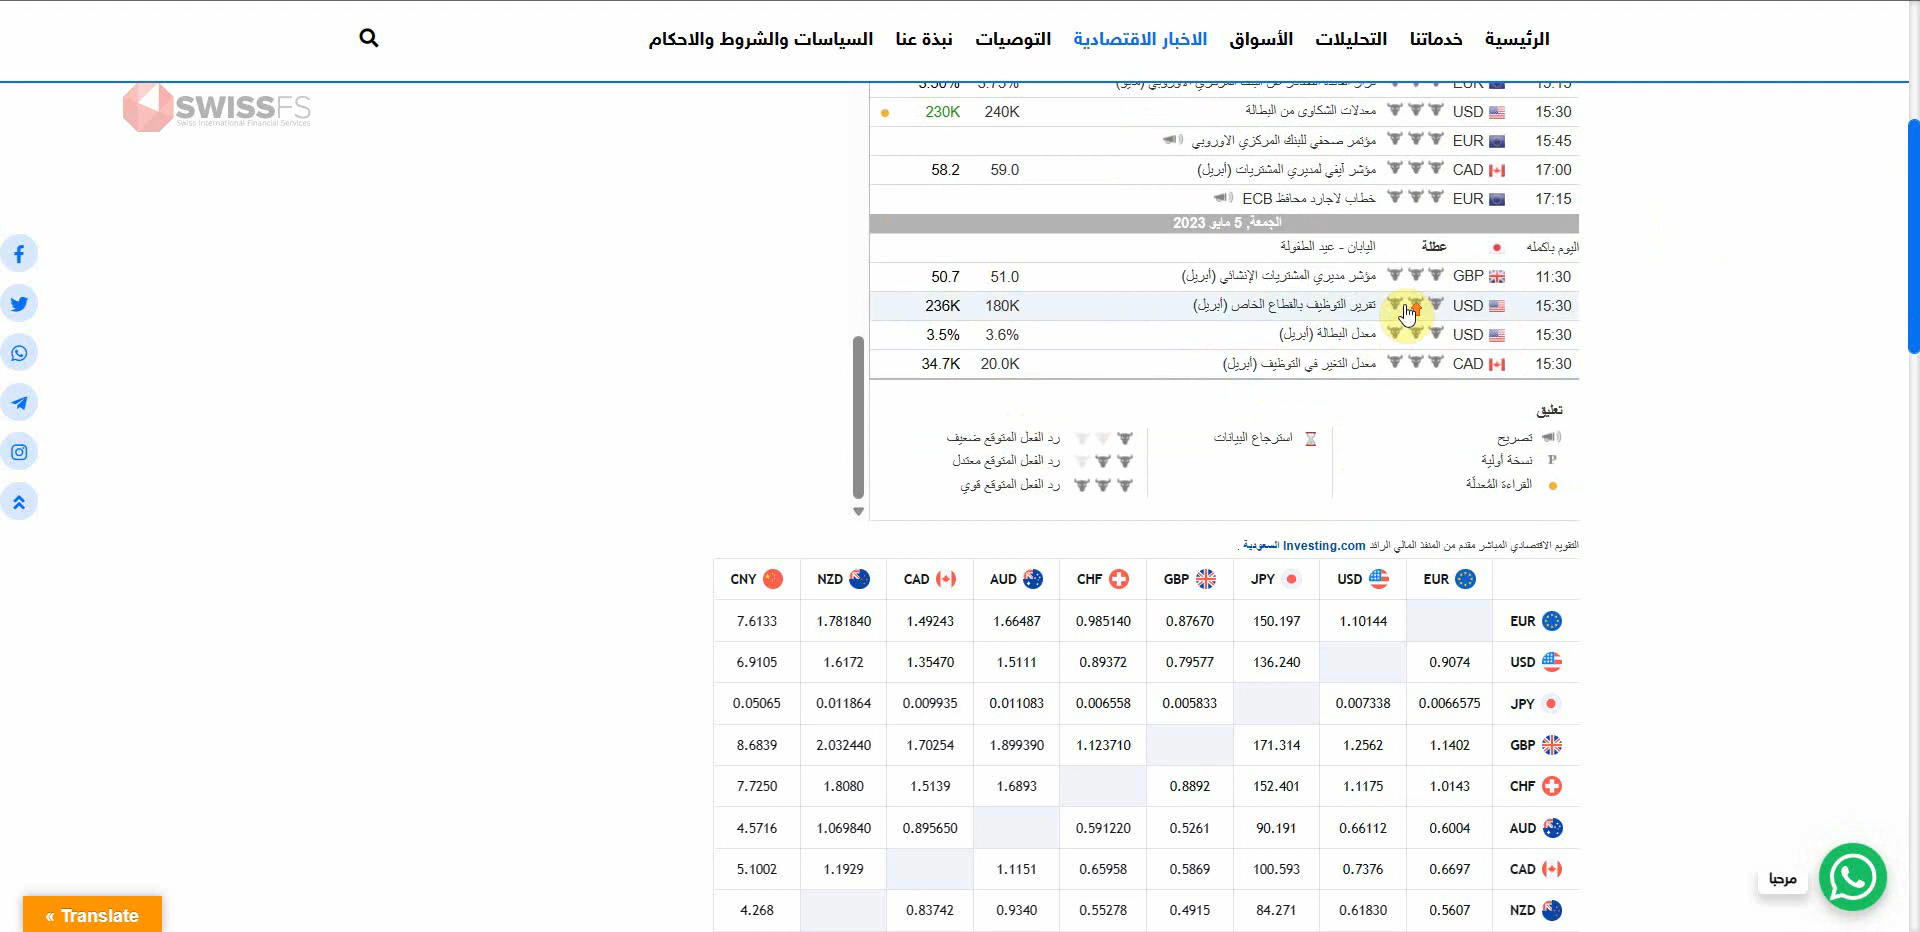 الرئيسية خدماتنا التحليلات الأسواق الاخبار الاقتصادية التوصيات نبذة عنا السياسات والشروط والاحكام
SWISSFS
Swiss International Financial Services
15:15 EUR 3.75% 3.50%
15:30 USD معدلات الشكاوى من البطالة 240K 230K
15:45 EUR مؤتمر صحفي للبنك المركزي الاوروبي
17:00 CAD مؤشر آيفي لمديري المشتريات (أبريل) 59.0 58.2
17:15 EUR خطاب لاجارد محافظ ECB
الجمعة, 5 مايو 2023
اليوم باكمله عطلة اليابان - عيد الطفولة
11:30 GBP مؤشر مديري المشتريات الإنشائي (أبريل) 51.0 50.7
15:30 USD تقرير التوظيف بالقطاع الخاص (أبريل) 180K 236K
15:30 USD معدل البطالة (أبريل) 3.6% 3.5%
15:30 CAD معدل التغير في التوظيف (أبريل) 20.0K 34.7K
تعليق
تصريح
نسخة أولية P
القراءة المُعدلّة
استرجاع البيانات
رد الفعل المتوقع ضعيف
رد الفعل المتوقع معتدل
رد الفعل المتوقع قوي
التقويم الاقتصادي المباشر مقدم من المنفذ المالي الرائد Investing.com السعودية .
EUR USD JPY GBP CHF AUD CAD NZD CNY
EUR 1.10144 150.197 0.87670 0.985140 1.66487 1.49243 1.781840 7.6133
USD 0.9074 136.240 0.79577 0.89372 1.5111 1.35470 1.6172 6.9105
JPY 0.0066575 0.007338 0.005833 0.006558 0.011083 0.009935 0.011864 0.05065
GBP 1.1402 1.2562 171.314 1.123710 1.899390 1.70254 2.032440 8.6839
CHF 1.0143 1.1175 152.401 0.8892 1.6893 1.5139 1.8080 7.7250
AUD 0.6004 0.66112 90.191 0.5261 0.591220 0.895650 1.069840 4.5716
CAD 0.6697 0.7376 100.593 0.5869 0.65958 1.1151 1.1929 5.1002
NZD 0.5607 0.61830 84.271 0.4915 0.55278 0.9340 0.83742 4.268
مرحبا
« Translate